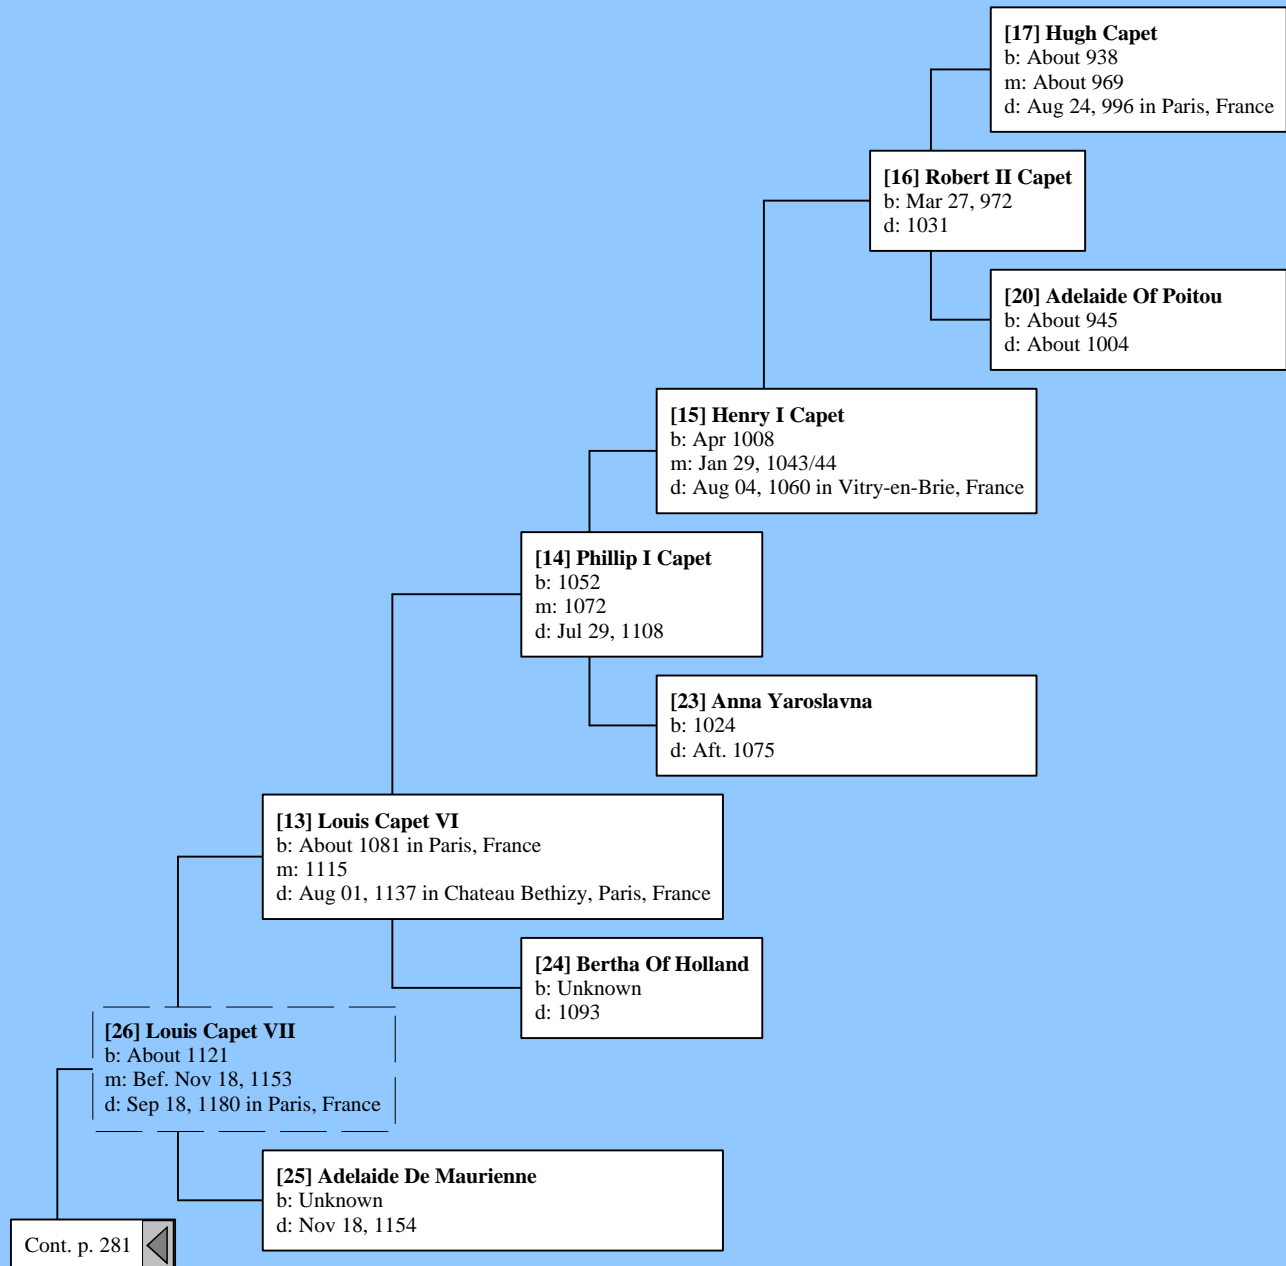 [17] Hugh Capet
b: About 938
m: About 969
d: Aug 24, 996 in Paris, France
[16] Robert II Capet
b: Mar 27, 972
d: 1031
[20] Adelaide Of Poitou
b: About 945
d: About 1004
[15] Henry I Capet
b: Apr 1008
m: Jan 29, 1043/44
d: Aug 04, 1060 in Vitry-en-Brie, France
[14] Phillip I Capet
b: 1052
m: 1072
d: Jul 29, 1108
[23] Anna Yaroslavna
b: 1024
d: Aft. 1075
[13] Louis Capet VI
b: About 1081 in Paris, France
m: 1115
d: Aug 01, 1137 in Chateau Bethizy, Paris, France
[24] Bertha Of Holland
b: Unknown
d: 1093
[26] Louis Capet VII
b: About 1121
m: Bef. Nov 18, 1153
d: Sep 18, 1180 in Paris, France
[25] Adelaide De Maurienne
b: Unknown
d: Nov 18, 1154
Cont. p. 281